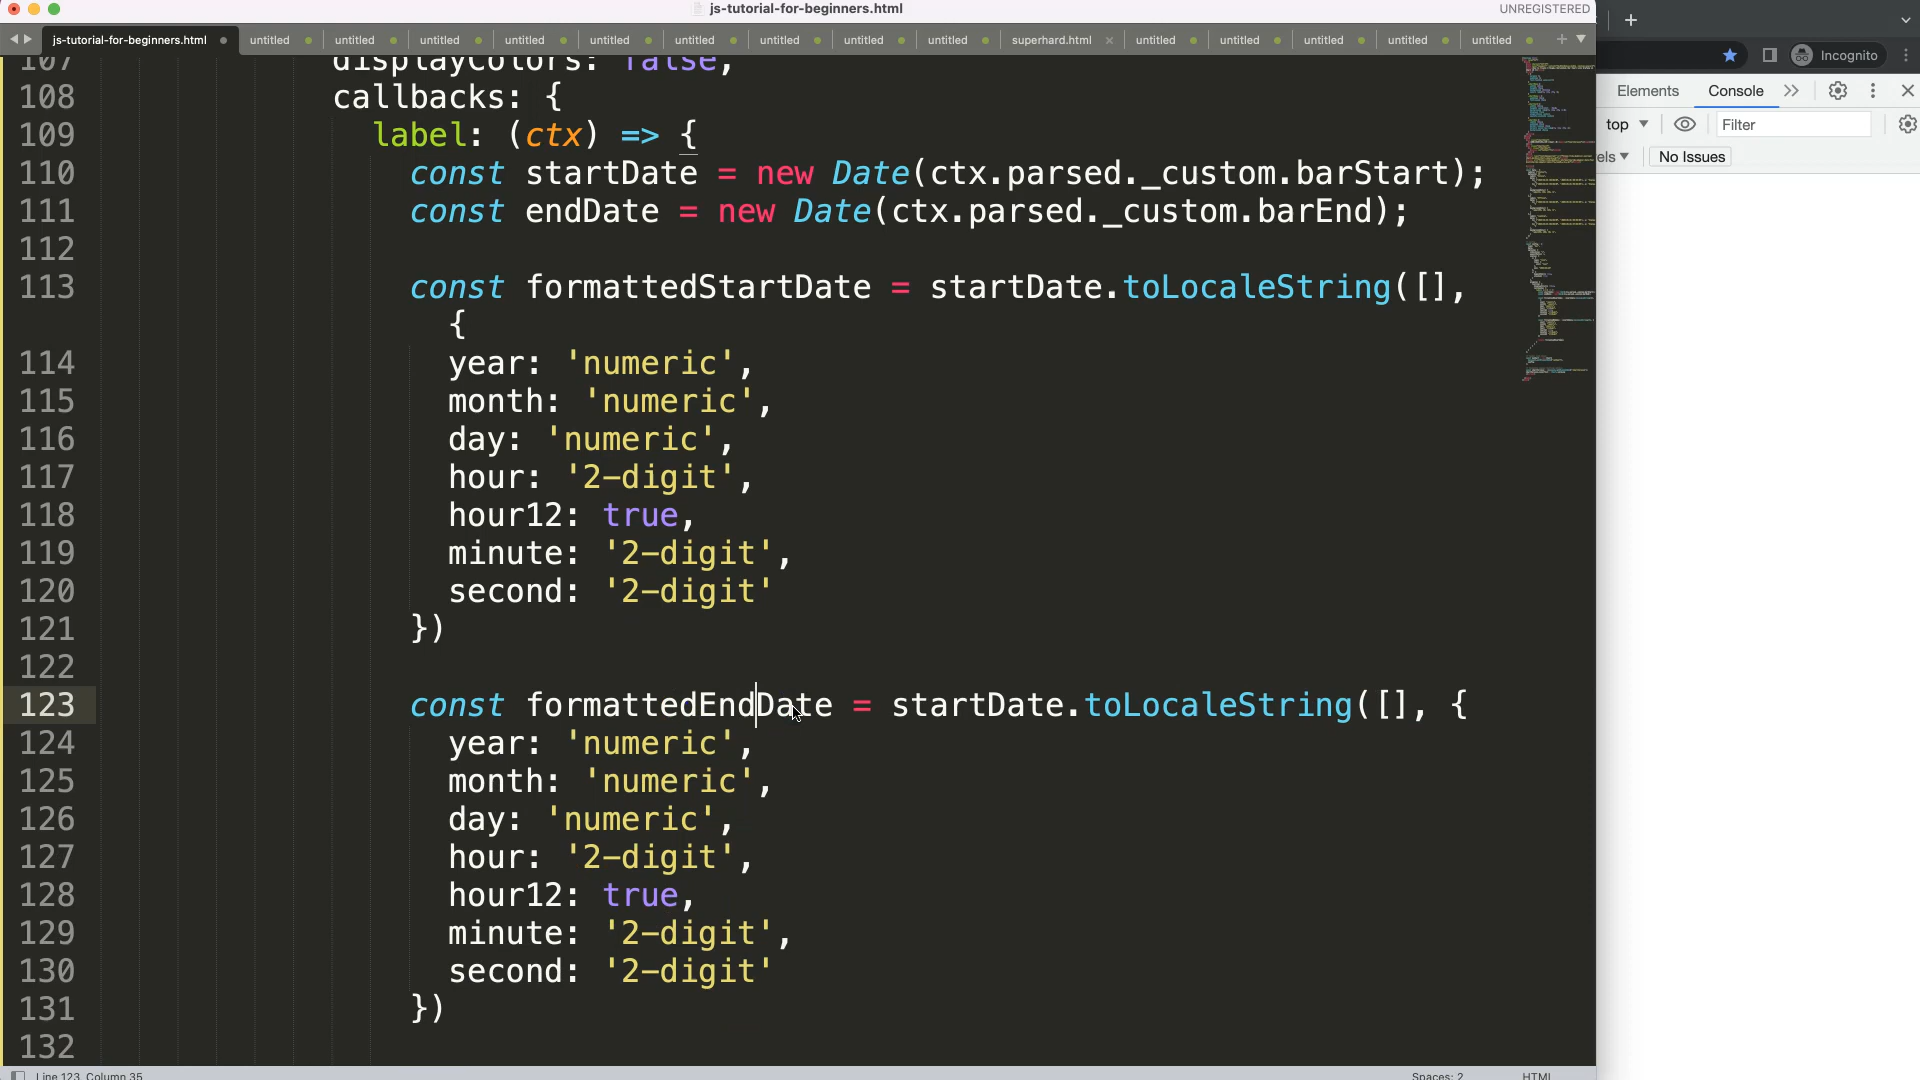 js-tutorial-for-beginners.html
UNREGISTERED
js-tutorial-for-beginners.html untitled untitled untitled untitled untitled untitled untitled untitled untitled superhard.html untitled untitled untitled untitled untitled
Incognito
Elements Console
top Filter
els No Issues
107 displayColors: false,
108 callbacks: {
109 label: (ctx) => {
110 const startDate = new Date(ctx.parsed._custom.barStart);
111 const endDate = new Date(ctx.parsed._custom.barEnd);
112
113 const formattedStartDate = startDate.toLocaleString([],
{
114 year: 'numeric',
115 month: 'numeric',
116 day: 'numeric',
117 hour: '2-digit',
118 hour12: true,
119 minute: '2-digit',
120 second: '2-digit'
121 })
122
123 const formattedEndDate = startDate.toLocaleString([], {
124 year: 'numeric',
125 month: 'numeric',
126 day: 'numeric',
127 hour: '2-digit',
128 hour12: true,
129 minute: '2-digit',
130 second: '2-digit'
131 })
132
Line 123, Column 35
Spaces: 2
HTML